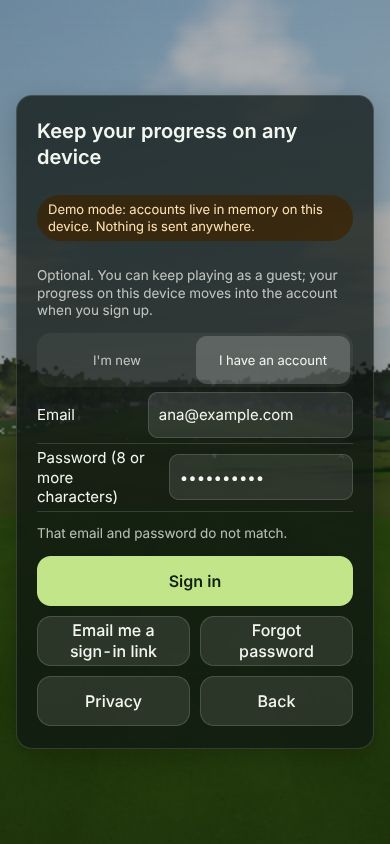 Keep your progress on any
device
Demo mode: accounts live in memory on this
device. Nothing is sent anywhere.
Optional. You can keep playing as a guest; your
progress on this device moves into the account
when you sign up.
I'm new
I have an account
Email
ana@example.com
Password (8 or
more
characters)
••••••••••
That email and password do not match.
Sign in
Email me a
sign-in link
Forgot
password
Privacy
Back